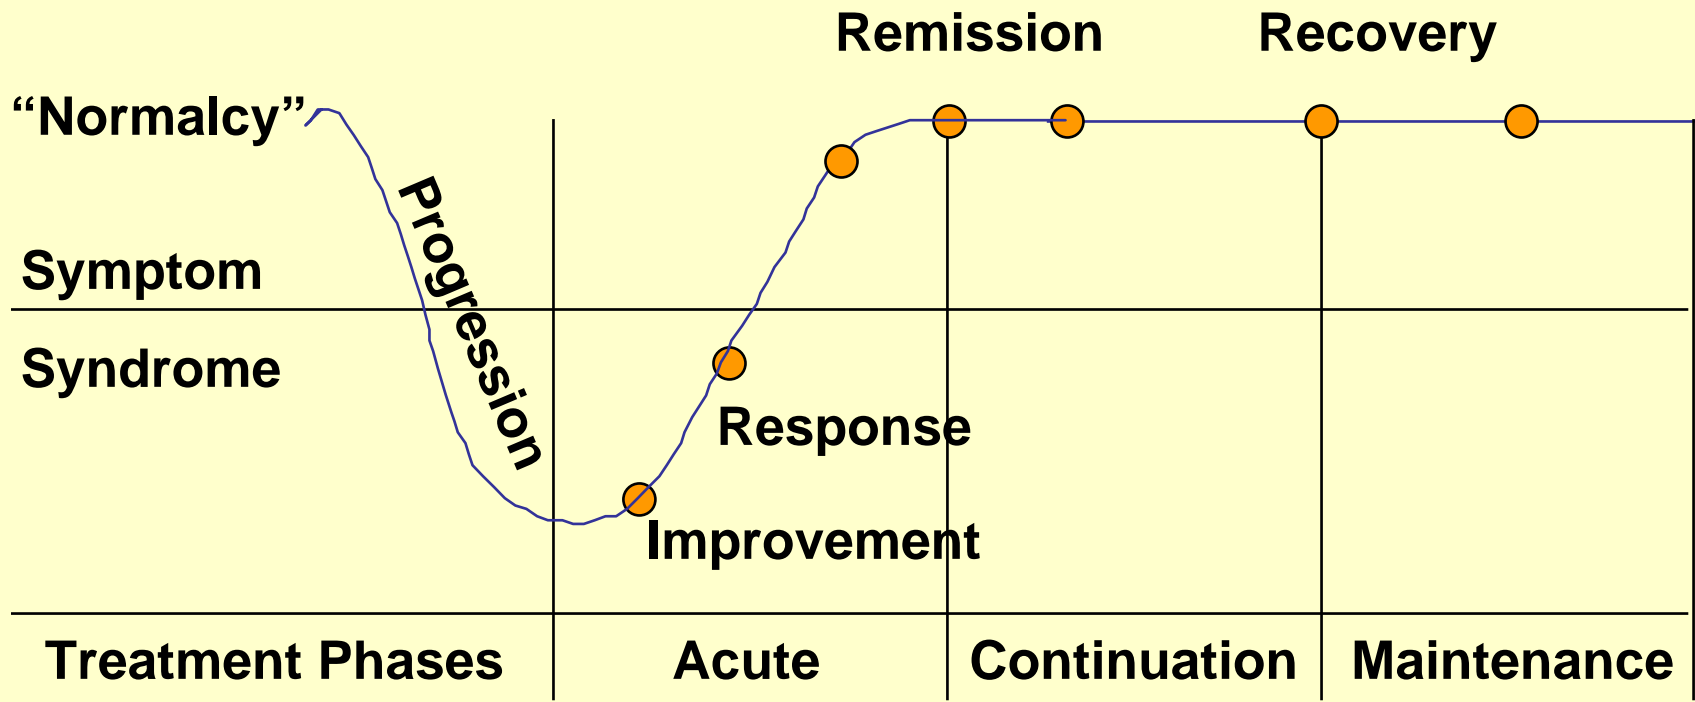 Remission Recovery
“Normalcy”
Progression
Symptom
Syndrome
Response
Improvement
Treatment Phases Acute Continuation Maintenance